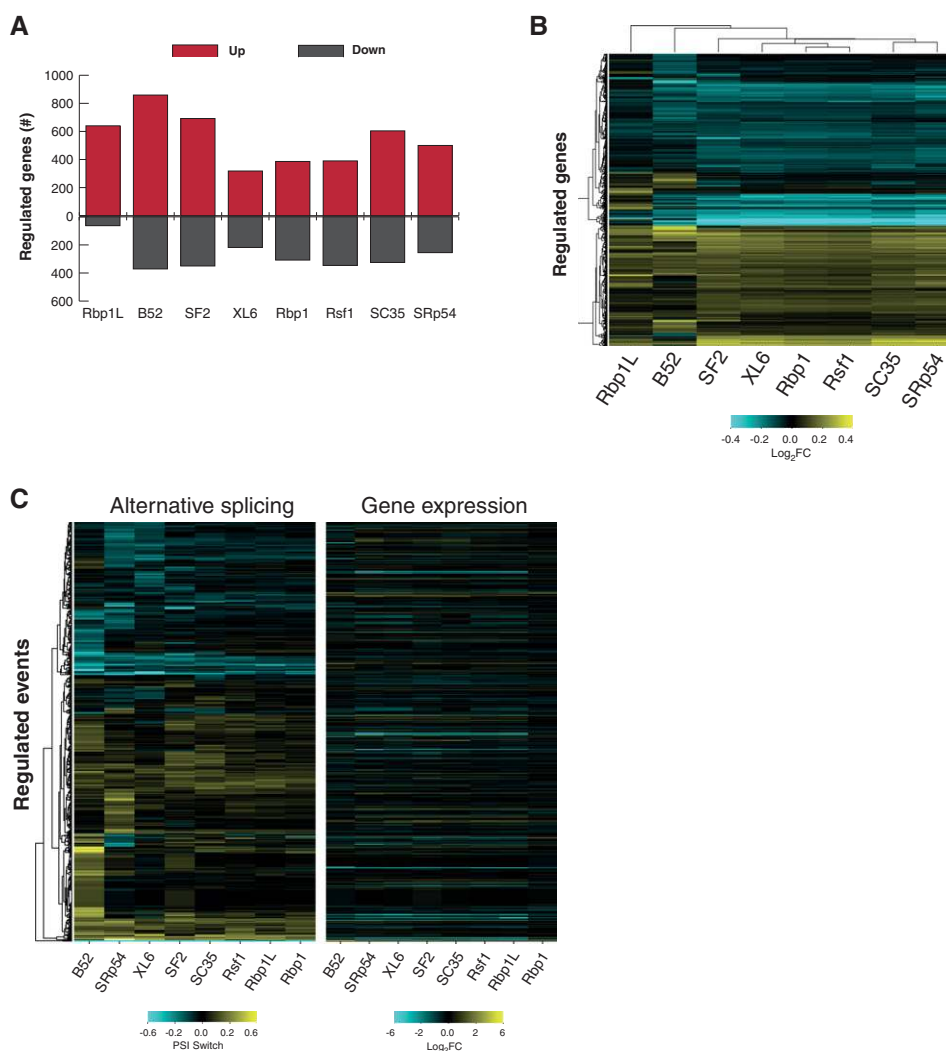 A
Up Down
Regulated genes (#)
1000
800
600
400
200
0
200
400
600
Rbp1L B52 SF2 XL6 Rbp1 Rsf1 SC35 SRp54
B
Regulated genes
Rbp1L B52 SF2 XL6 Rbp1 Rsf1 SC35 SRp54
-0.4 -0.2 0.0 0.2 0.4
Log2FC
C
Alternative splicing Gene expression
Regulated events
B52 SRp54 XL6 SF2 SC35 Rsf1 Rbp1L Rbp1
B52 SRp54 XL6 SF2 SC35 Rsf1 Rbp1L Rbp1
-0.6 -0.2 0.0 0.2 0.6
PSI Switch
-6 -2 0.0 2 6
Log2FC